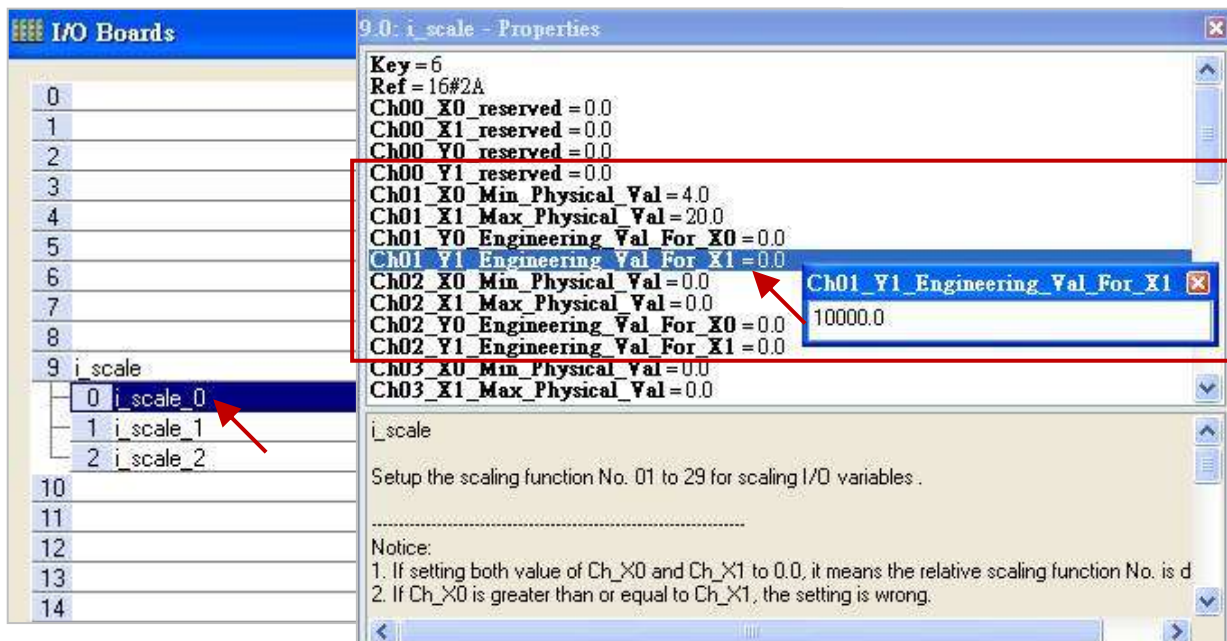 I/O Boards
0
1
2
3
4
5
6
7
8
9 i_scale
0 i_scale_0
1 i_scale_1
2 i_scale_2
10
11
12
13
14
9.0: i_scale - Properties
Key = 6
Ref = 16#2A
Ch00_X0_reserved = 0.0
Ch00_X1_reserved = 0.0
Ch00_Y0_reserved = 0.0
Ch00_Y1_reserved = 0.0
Ch01_X0_Min_Physical_Val = 4.0
Ch01_X1_Max_Physical_Val = 20.0
Ch01_Y0_Engineering_Val_For_X0 = 0.0
Ch01_Y1_Engineering_Val_For_X1 = 0.0
Ch02_X0_Min_Physical_Val = 0.0
Ch02_X1_Max_Physical_Val = 0.0
Ch02_Y0_Engineering_Val_For_X0 = 0.0
Ch02_Y1_Engineering_Val_For_X1 = 0.0
Ch03_X0_Min_Physical_Val = 0.0
Ch03_X1_Max_Physical_Val = 0.0
Ch01_Y1_Engineering_Val_For_X1
10000.0
i_scale
Setup the scaling function No. 01 to 29 for scaling I/O variables .
----------------------------------------------------------------
Notice:
1. If setting both value of Ch_X0 and Ch_X1 to 0.0, it means the relative scaling function No. is d
2. If Ch_X0 is greater than or equal to Ch_X1, the setting is wrong.